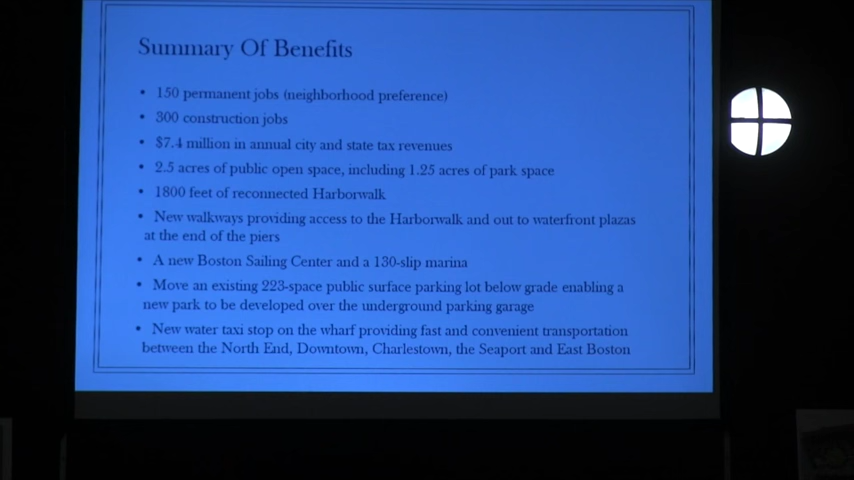 Summary Of Benefits
• 150 permanent jobs (neighborhood preference)
• 300 construction jobs
• $7.4 million in annual city and state tax revenues
• 2.5 acres of public open space, including 1.25 acres of park space
• 1800 feet of reconnected Harborwalk
• New walkways providing access to the Harborwalk and out to waterfront plazas
at the end of the piers
• A new Boston Sailing Center and a 130-slip marina
• Move an existing 223-space public surface parking lot below grade enabling a
new park to be developed over the underground parking garage
• New water taxi stop on the wharf providing fast and convenient transportation
between the North End, Downtown, Charlestown, the Seaport and East Boston